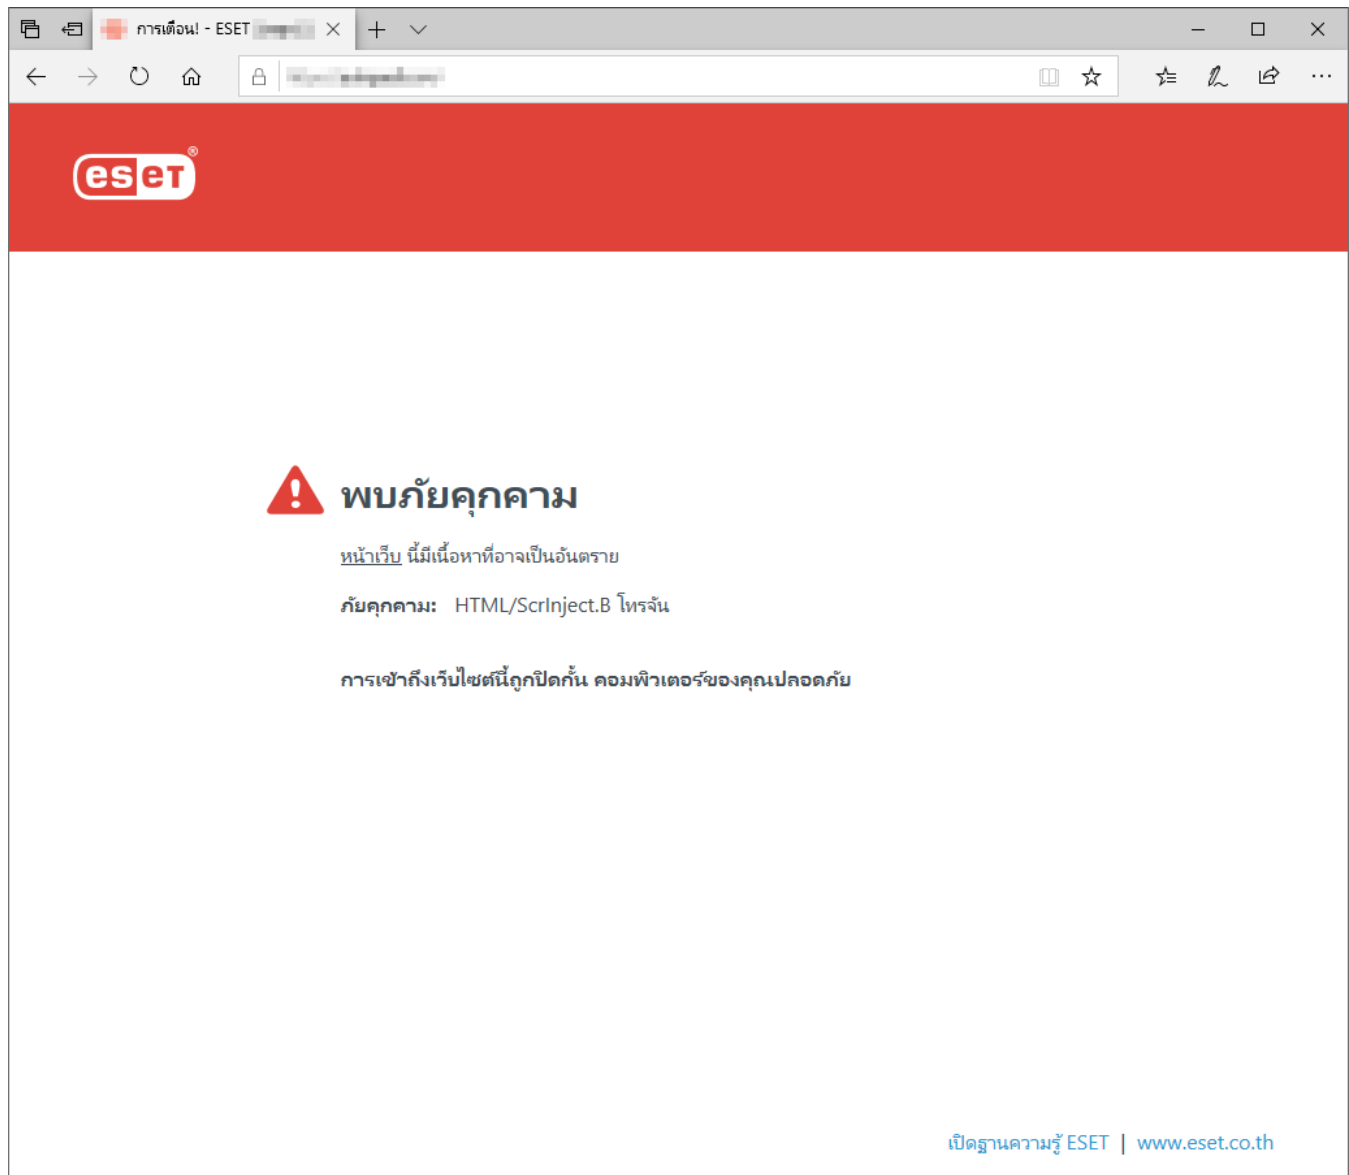 การเตือน! - ESET
eset®
พบภัยคุกคาม
หน้าเว็บ นี้มีเนื้อหาที่อาจเป็นอันตราย
ภัยคุกคาม: HTML/ScrInject.B โทรจัน
การเข้าถึงเว็บไซต์นี้ถูกปิดกั้น คอมพิวเตอร์ของคุณปลอดภัย
เปิดฐานความรู้ ESET | www.eset.co.th